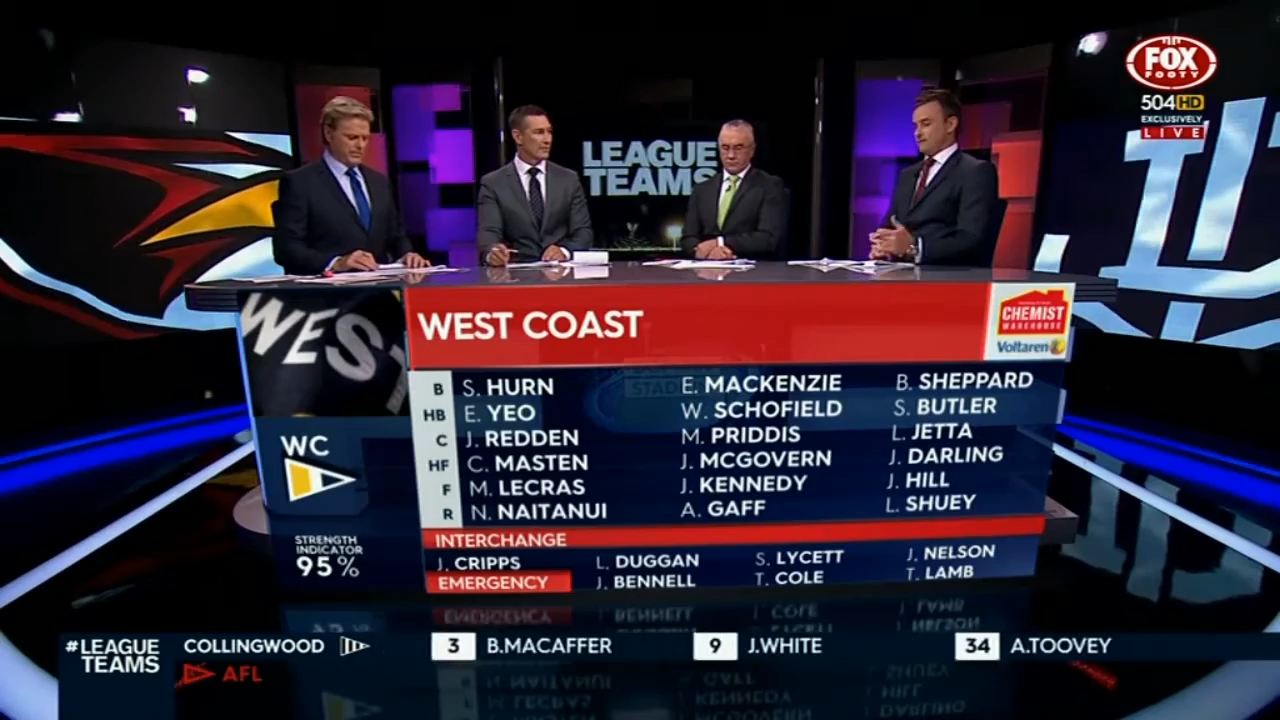 FOX
FOOTY
504 HD
EXCLUSIVELY
LIVE
LEAGUE
TEAMS
WEST
WEST COAST
CHEMIST
WAREHOUSE
Voltaren
B S. HURN E. MACKENZIE B. SHEPPARD
HB E. YEO W. SCHOFIELD S. BUTLER
C J. REDDEN M. PRIDDIS L. JETTA
HF C. MASTEN J. MCGOVERN J. DARLING
F M. LECRAS J. KENNEDY J. HILL
R N. NAITANUI A. GAFF L. SHUEY
WC
STRENGTH
INDICATOR
95%
INTERCHANGE
J. CRIPPS L. DUGGAN S. LYCETT J. NELSON
EMERGENCY J. BENNELL T. COLE T. LAMB
#LEAGUE
TEAMS
COLLINGWOOD 3 B.MACAFFER 9 J.WHITE 34 A.TOOVEY
AFL